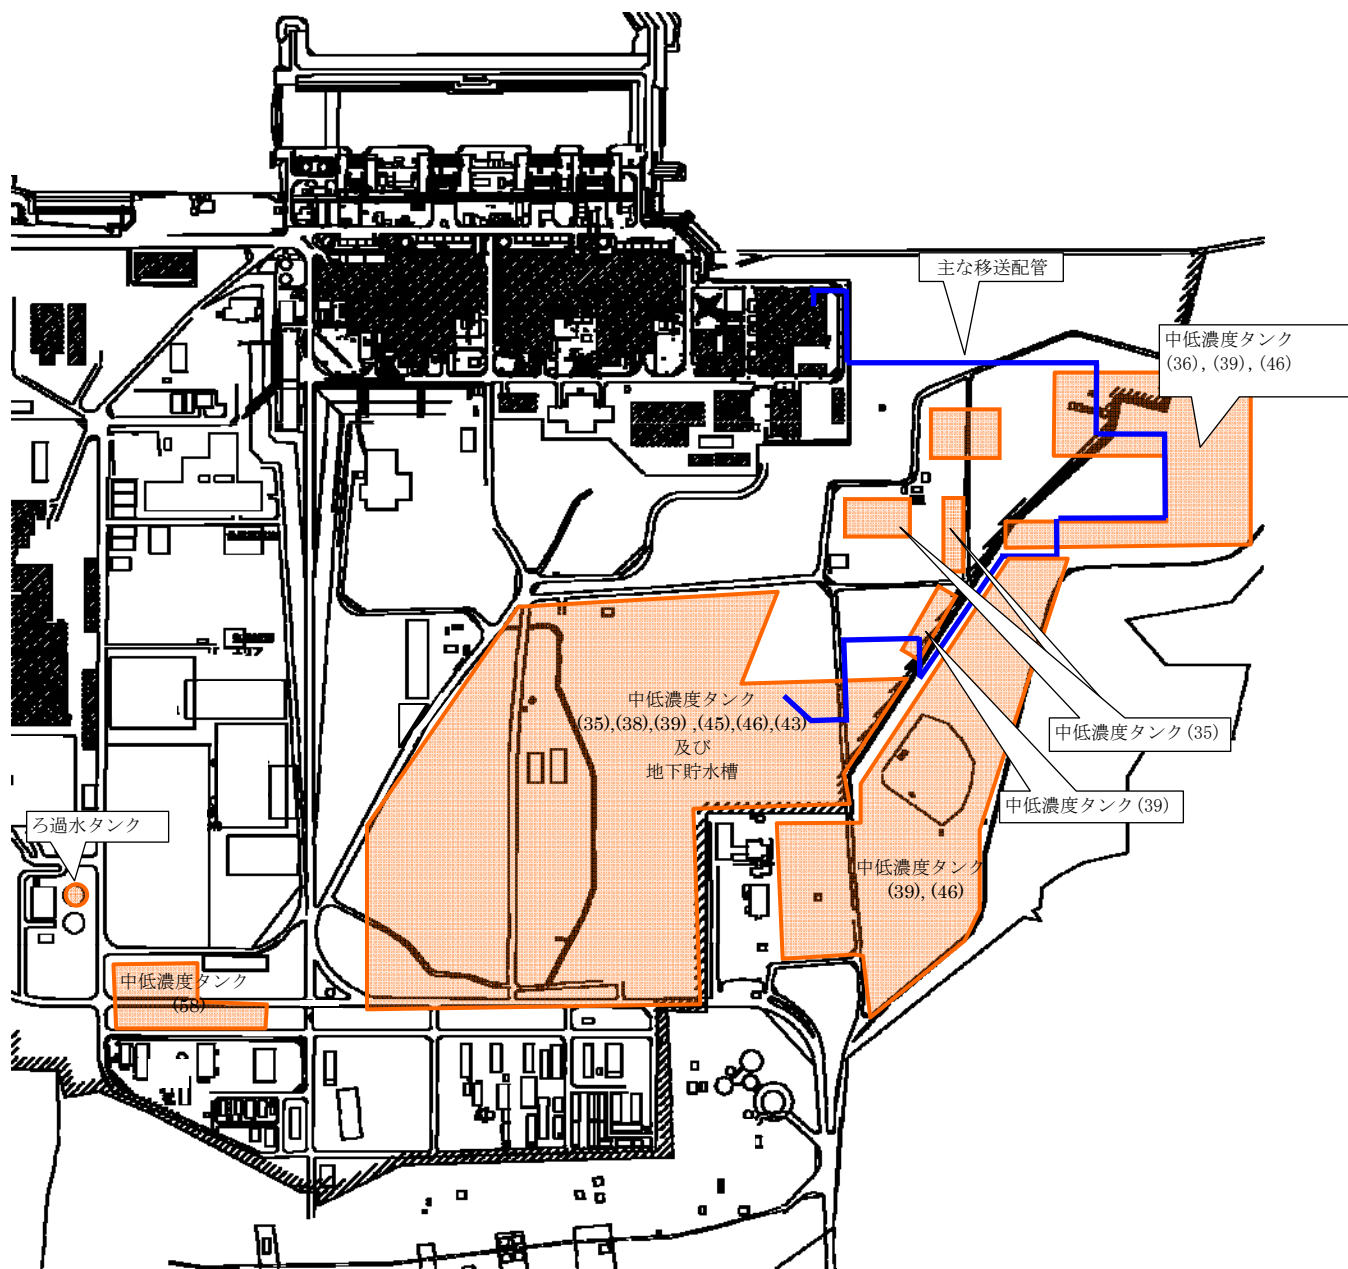 主な移送配管
中低濃度タンク
(36), (39), (46)
中低濃度タンク
(35),(38),(39) ,(45),(46),(43)
及び
地下貯水槽
中低濃度タンク(35)
中低濃度タンク(39)
ろ過水タンク
中低濃度タンク
(39), (46)
中低濃度タンク
(58)
エリア